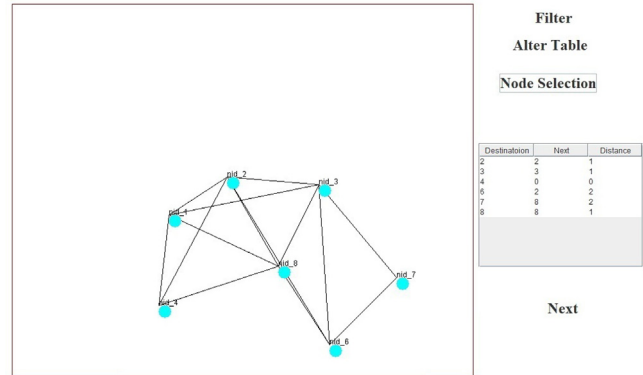 Filter
Alter Table
Node Selection
nid_2
nid_3
nid_1
nid_8
nid_7
nid_4
nid_6
Destinatoion Next Distance
2 2 1
3 3 1
4 0 0
6 2 2
7 8 2
8 8 1
Next